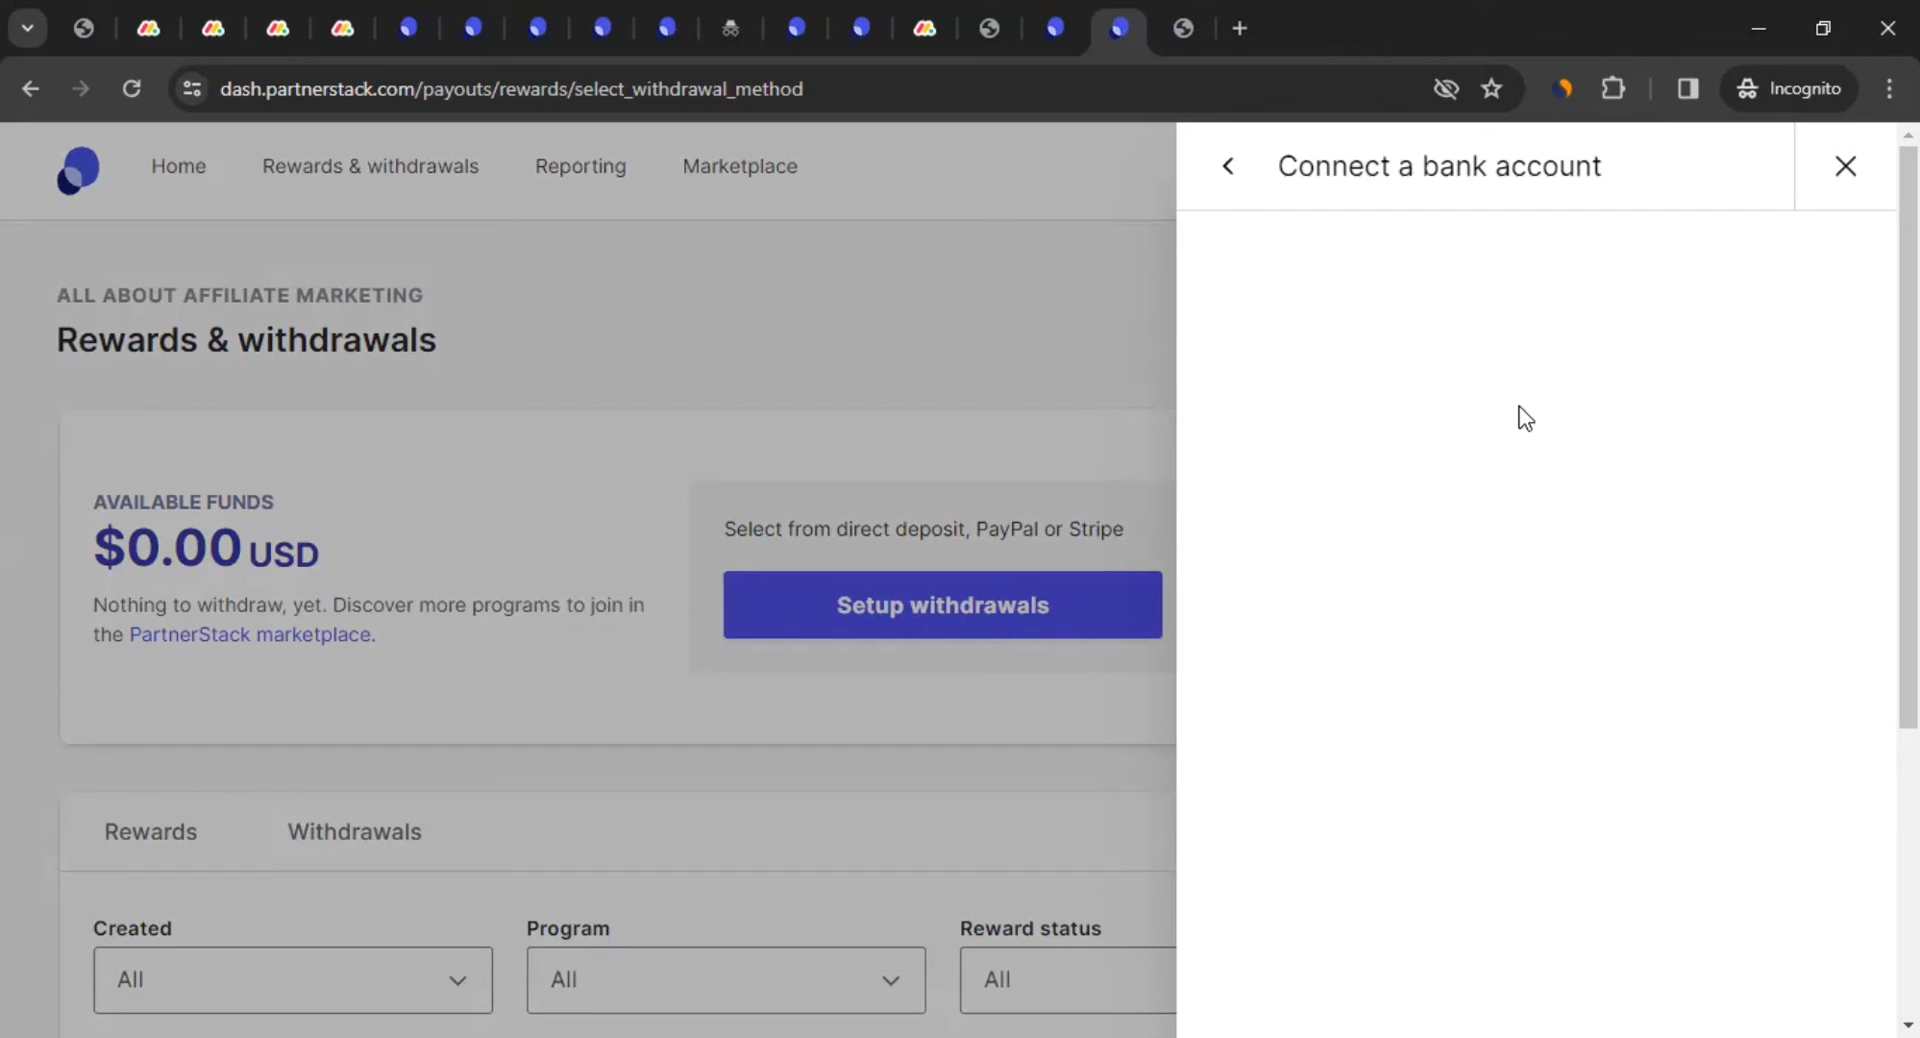 dash.partnerstack.com/payouts/rewards/select_withdrawal_method
Incognito
Home
Rewards & withdrawals
Reporting
Marketplace
Connect a bank account
ALL ABOUT AFFILIATE MARKETING
Rewards & withdrawals
AVAILABLE FUNDS
$0.00 USD
Nothing to withdraw, yet. Discover more programs to join in
the PartnerStack marketplace.
Select from direct deposit, PayPal or Stripe
Setup withdrawals
Rewards
Withdrawals
Created
Program
Reward status
All
All
All